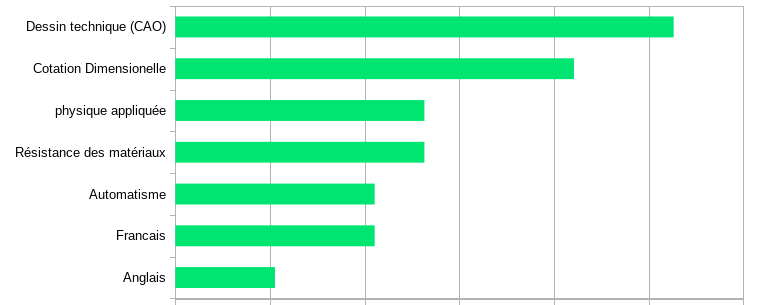 Dessin technique (CAO)
Cotation Dimensionelle
physique appliquée
Résistance des matériaux
Automatisme
Francais
Anglais